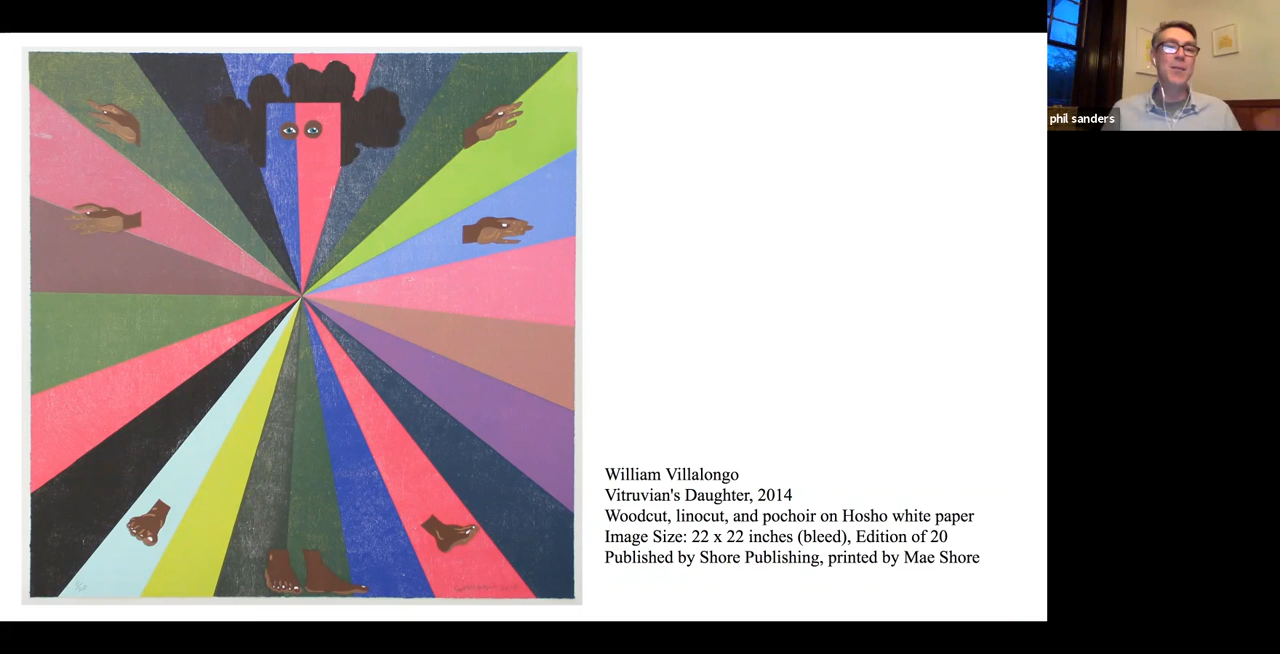 phil sanders
William Villalongo
Vitruvian's Daughter, 2014
Woodcut, linocut, and pochoir on Hosho white paper
Image Size: 22 x 22 inches (bleed), Edition of 20
Published by Shore Publishing, printed by Mae Shore